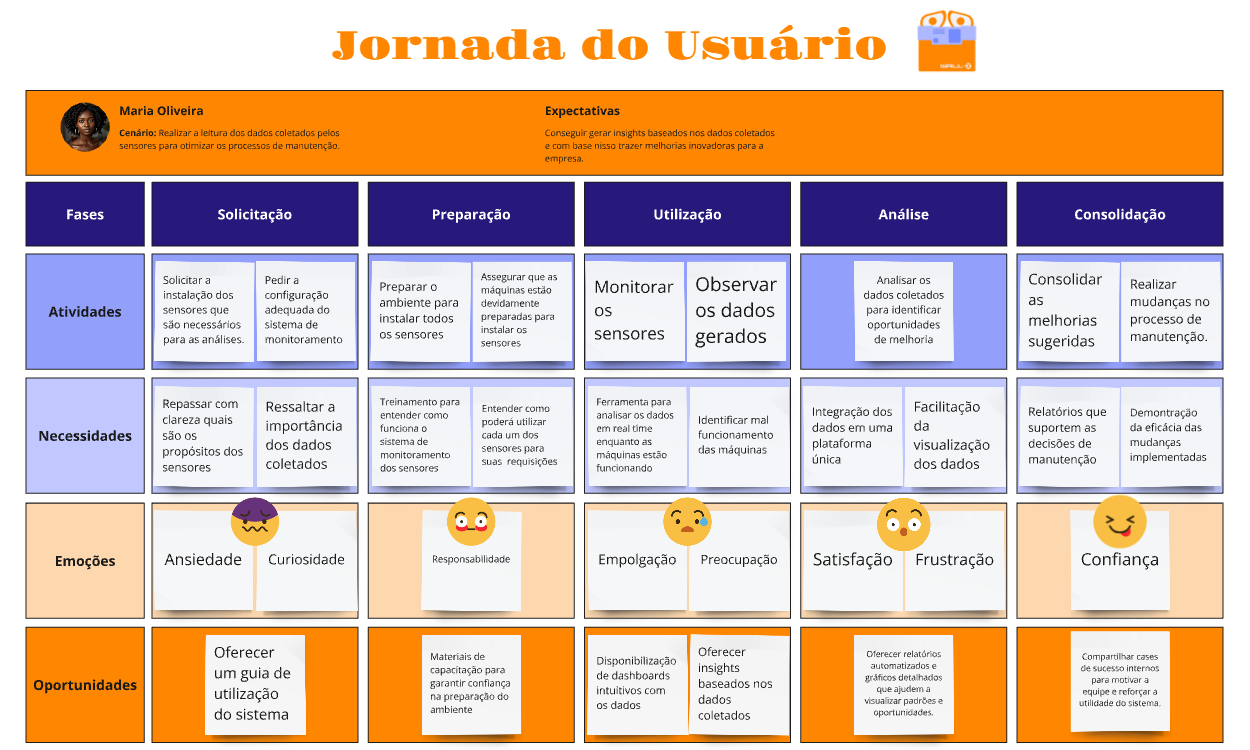 Jornada do Usuário
SALL
Maria Oliveira
Cenário: Realizar a leitura dos dados coletados pelos
sensores para otimizar os processos de manutenção.
Expectativas
Conseguir gerar insights baseados nos dados coletados
e com base nisso trazer melhorias inovadoras para a
empresa.
Fases
Solicitação
Preparação
Utilização
Análise
Consolidação
Atividades
Solicitar a
instalação dos
sensores que
são necessários
para as análises.
Pedir a
configuração
adequada do
sistema de
monitoramento
Preparar o
ambiente para
instalar todos
os sensores
Assegurar que as
máquinas estão
devidamente
preparadas para
instalar os
sensores
Monitorar
os
sensores
Observar
os dados
gerados
Analisar os
dados coletados
para identificar
oportunidades
de melhoria
Consolidar
as
melhorias
sugeridas
Realizar
mudanças no
processo de
manutenção.
Necessidades
Repassar com
clareza quais
são os
propósitos dos
sensores
Ressaltar a
importância
dos dados
coletados
Treinamento para
entender como
funciona o
sistema de
monitoramento
dos sensores
Entender como
poderá utilizar
cada um dos
sensores para
suas requisições
Ferramenta para
analisar os dados
em real time
enquanto as
máquinas estão
funcionando
Identificar mal
funcionamento
das máquinas
Integração dos
dados em uma
plataforma
única
Facilitação
da
visualização
dos dados
Relatórios que
suportem as
decisões de
manutenção
Demontração
da eficácia das
mudanças
implementadas
Emoções
Ansiedade
Curiosidade
Responsabilidade
Empolgação
Preocupação
Satisfação
Frustração
Confiança
Oportunidades
Oferecer
um guia de
utilização
do sistema
Materiais de
capacitação para
garantir confiança
na preparação do
ambiente
Disponibilização
de dashboards
intuitivos com
os dados
Oferecer
insights
baseados nos
dados
coletados
Oferecer relatórios
automatizados e
gráficos detalhados
que ajudem a
visualizar padrões e
oportunidades.
Compartilhar cases
de sucesso internos
para motivar a
equipe e reforçar a
utilidade do sistema.